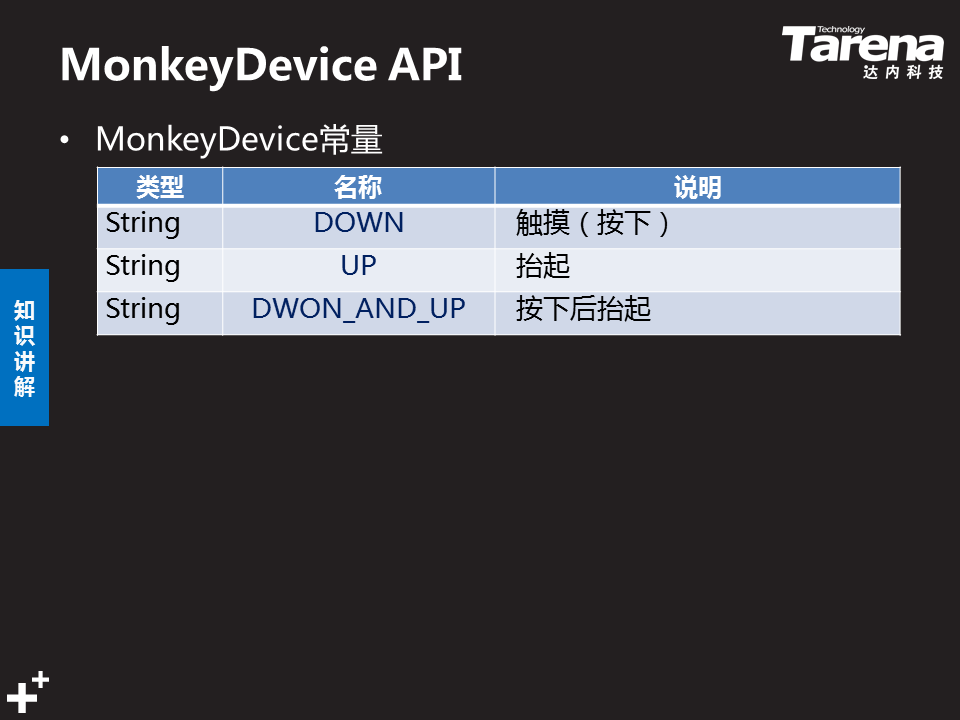 MonkeyDevice API
Technology
Tarena
达内科技
• MonkeyDevice常量
类型 名称 说明
String DOWN 触摸（按下）
String UP 抬起
String DWON_AND_UP 按下后抬起
知
识
讲
解